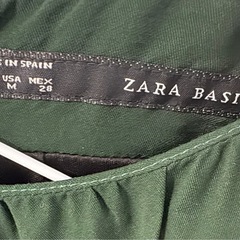 IN SPAIN
USA MEX
M 28
ZARA BASI